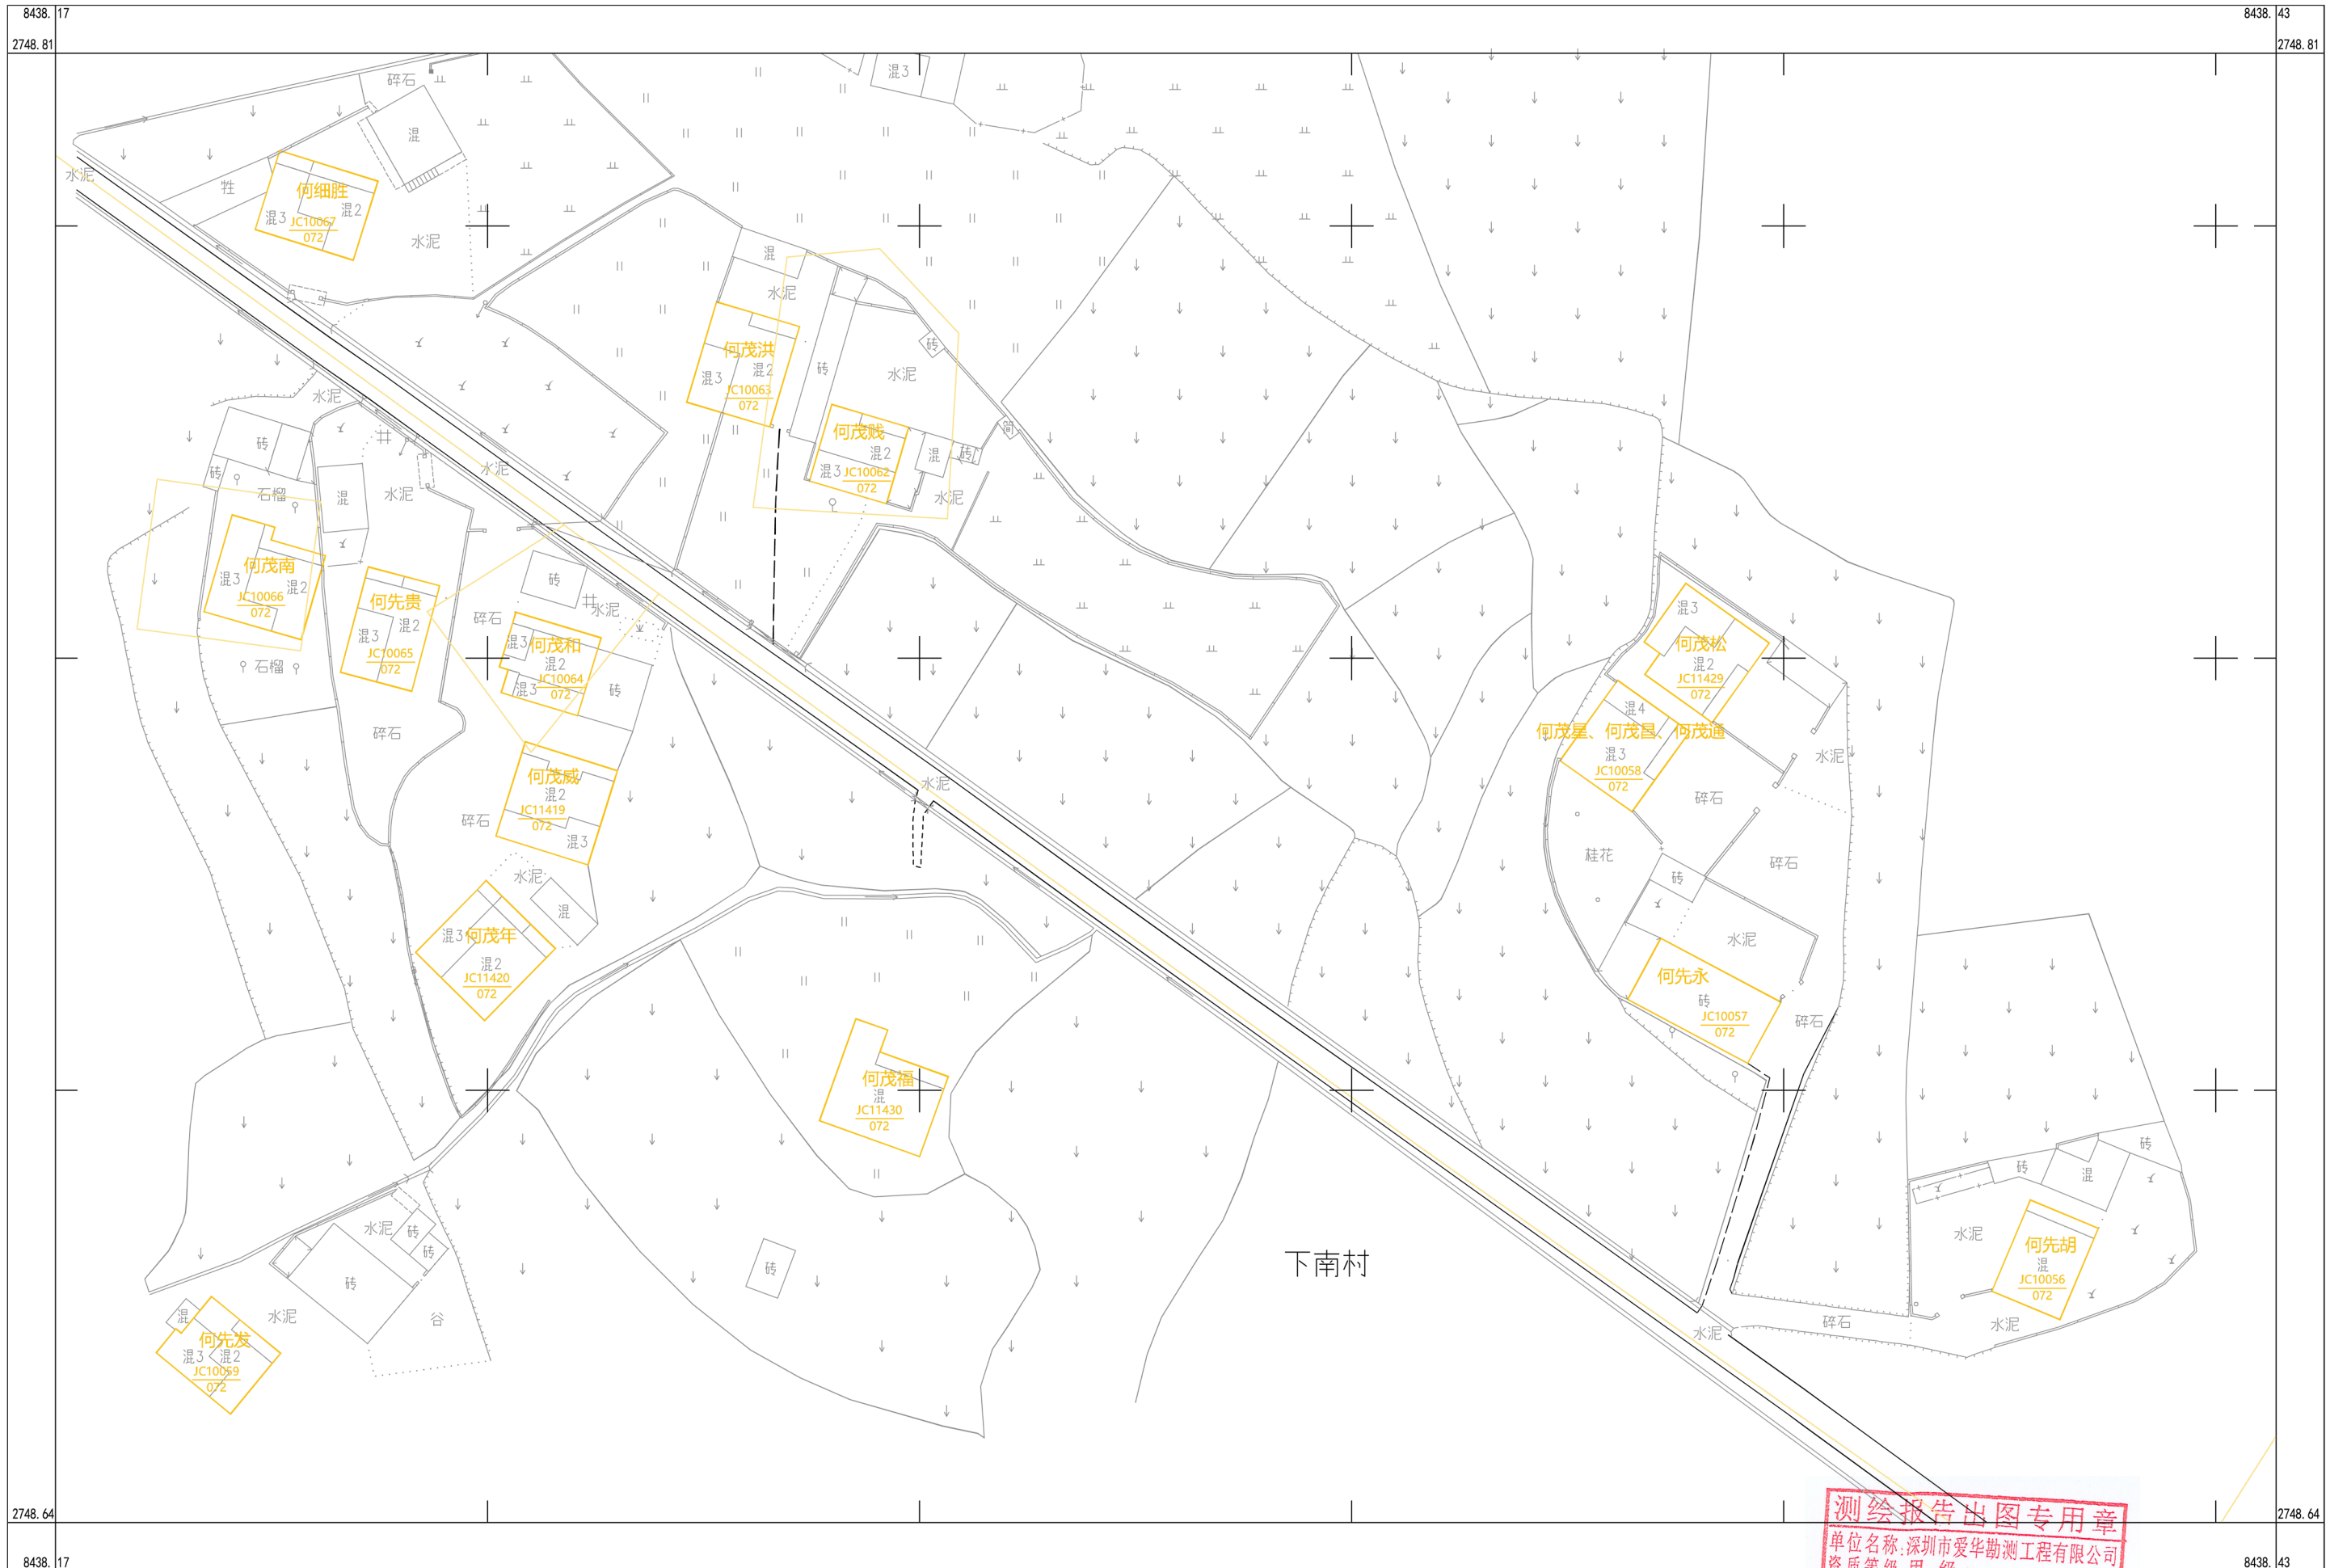 8438. 17
8438. 43
2748. 81
2748. 81
碎石
混3
混
水泥
牲
何细胜
混3
混2
JC10067
072
水泥
混
水泥
何茂洪
混3
混2
JC10063
072
砖
砖
水泥
水泥
砖
砖
石榴
混
水泥
水泥
何茂贱
混2
混3
JC10062
072
混
砖
水泥
何茂南
混3
混2
JC10066
072
石榴
何先贵
混3
混2
JC10065
072
碎石
砖
水泥
碎石
混3
何茂和
混2
混3
JC10064
072
砖
混3
何茂松
混2
JC11429
072
混4
何茂星、何茂昌、何茂通
混3
JC10058
072
水泥
碎石
何茂威
混2
JC11419
072
混3
碎石
水泥
桂花
碎石
砖
水泥
水泥
混
混3
何茂年
混2
JC11420
072
何先永
砖
JC10057
072
碎石
何茂福
混
JC11430
072
砖
砖
混
水泥
何先胡
混
JC10056
072
水泥
碎石
水泥
水泥
砖
砖
砖
水泥
谷
混
何先发
混3
混2
JC10059
072
砖
下南村
2748. 64
2748. 64
测绘报告出图专用章
单位名称:深圳市爱华勘测工程有限公司
8438. 17
8438. 43